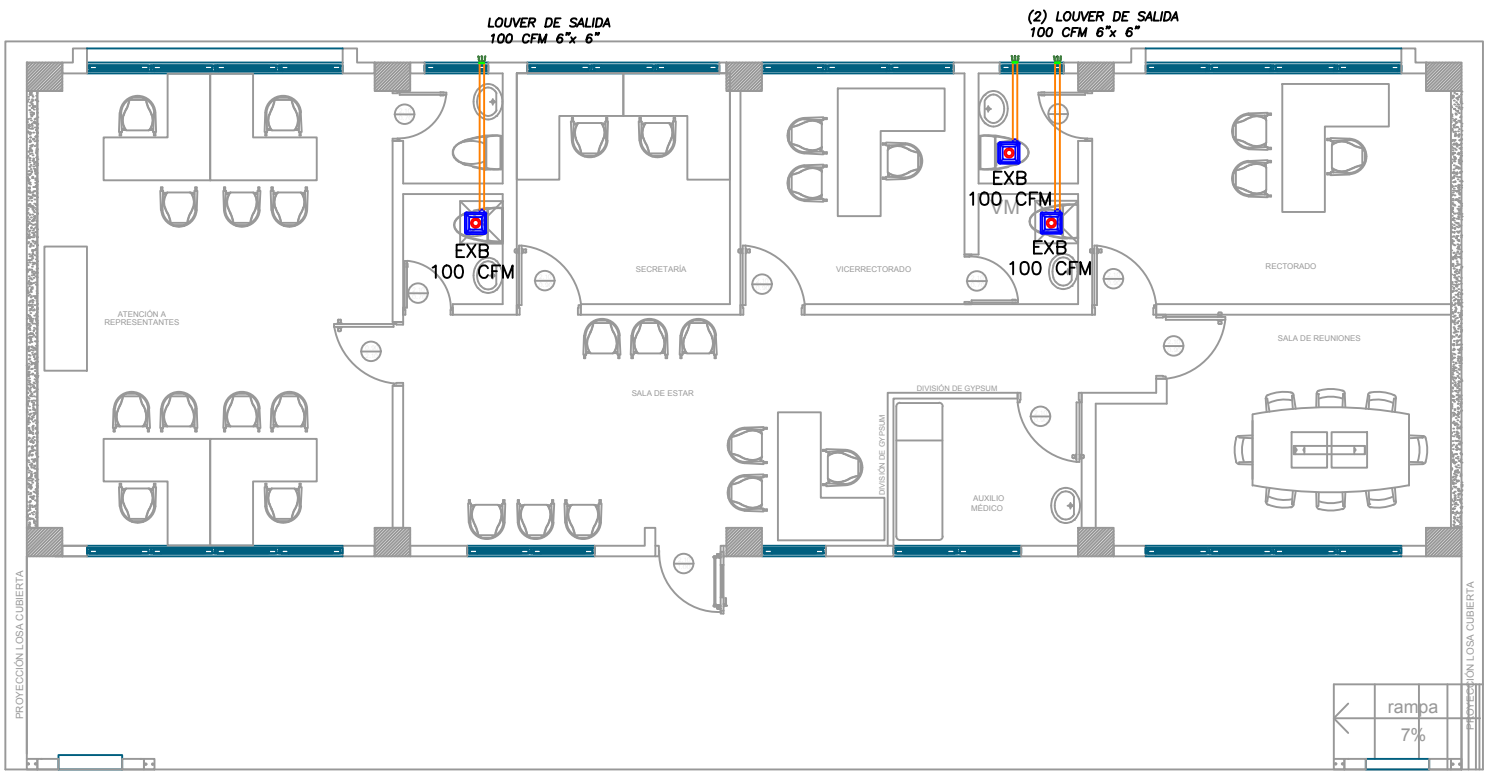 LOUVER DE SALIDA
100 CFM 6"x 6"
(2) LOUVER DE SALIDA
100 CFM 6"x 6"
EXB
100 CFM
VM
EXB
100 CFM
EXB
100 CFM
SECRETARÍA
VICERRECTORADO
RECTORADO
ATENCIÓN A
REPRESENTANTES
SALA DE REUNIONES
SALA DE ESTAR
DIVISIÓN DE GYPSUM
DIVISIÓN DE GYPSUM
AUXILIO
MÉDICO
PROYECCIÓN LOSA CUBIERTA
PROYECCIÓN LOSA CUBIERTA
rampa
7%